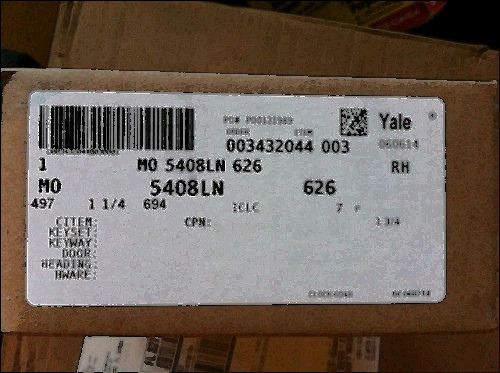 PO# P00123989
Yale ®
ORDER ITEM
003432044 003
060614
1 MO 5408LN 626 RH
MO 5408LN 626
497 1 1/4 694 ICLC 7 P
CITEM: CPN: 1 3/4
KEYSET:
KEYWAY:
DOOR:
HEADING:
HWARE: